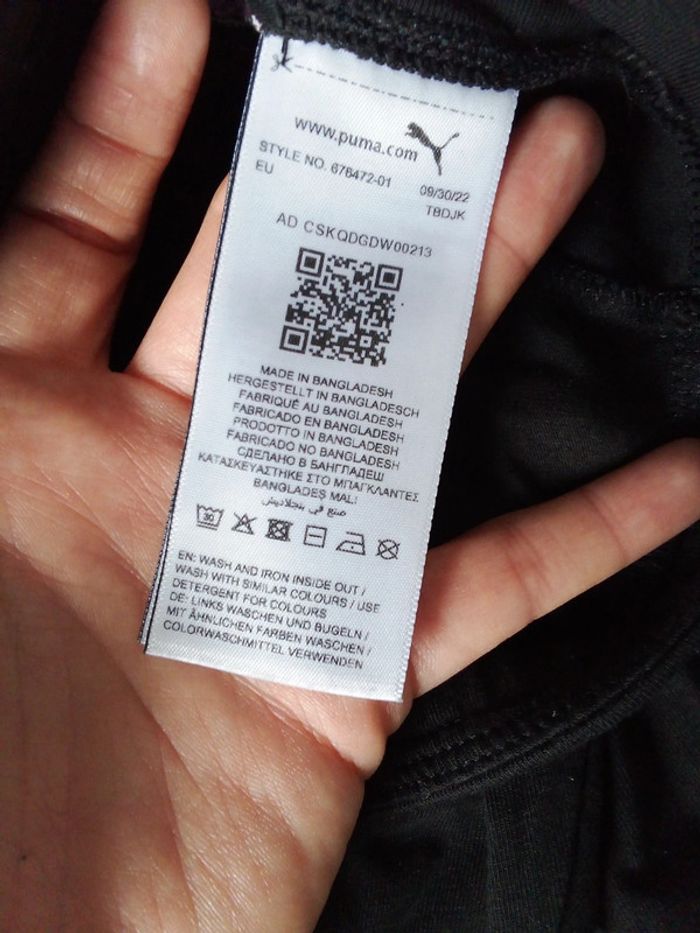 www.puma.com
STYLE NO. 676472-01
EU
09/30/22
TBDJK
AD CSKQDGDW00213
MADE IN BANGLADESH
HERGESTELLT IN BANGLADESCH
FABRIQUÉ AU BANGLADESH
FABRICADO EN BANGLADESH
PRODOTTO IN BANGLADESH
FABRICADO NO BANGLADESH
СДЕЛАНО В БАНГЛАДЕШ
ΚΑΤΑΣΚΕΥΑΣΤΗΚΕ ΣΤΟ ΜΠΑΓΚΛΑΝΤΕΣ
BANGLADEŞ MALI
صنع في بنجلاديش
30
EN: WASH AND IRON INSIDE OUT /
WASH WITH SIMILAR COLOURS / USE
DETERGENT FOR COLOURS
DE: LINKS WASCHEN UND BUGELN /
MIT ÄHNLICHEN FARBEN WASCHEN /
COLORWASCHMITTEL VERWENDEN